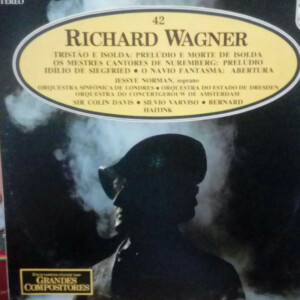 STEREO
42
RICHARD WAGNER
TRISTÃO E ISOLDA: PRELÚDIO E MORTE DE ISOLDA
OS MESTRES CANTORES DE NUREMBERG: PRELÚDIO
IDÍLIO DE SIEGFRIED • O NAVIO FANTASMA: ABERTURA
JESSYE NORMAN, soprano
ORQUESTRA SINFÔNICA DE LONDRES • ORQUESTRA DO ESTADO DE DRESDEN
ORQUESTRA DO CONCERTGEBOUW DE AMSTERDAM
SIR COLIN DAVIS • SILVIO VARVISO • BERNARD
HAITINK
GRANDES
COMPOSITORES